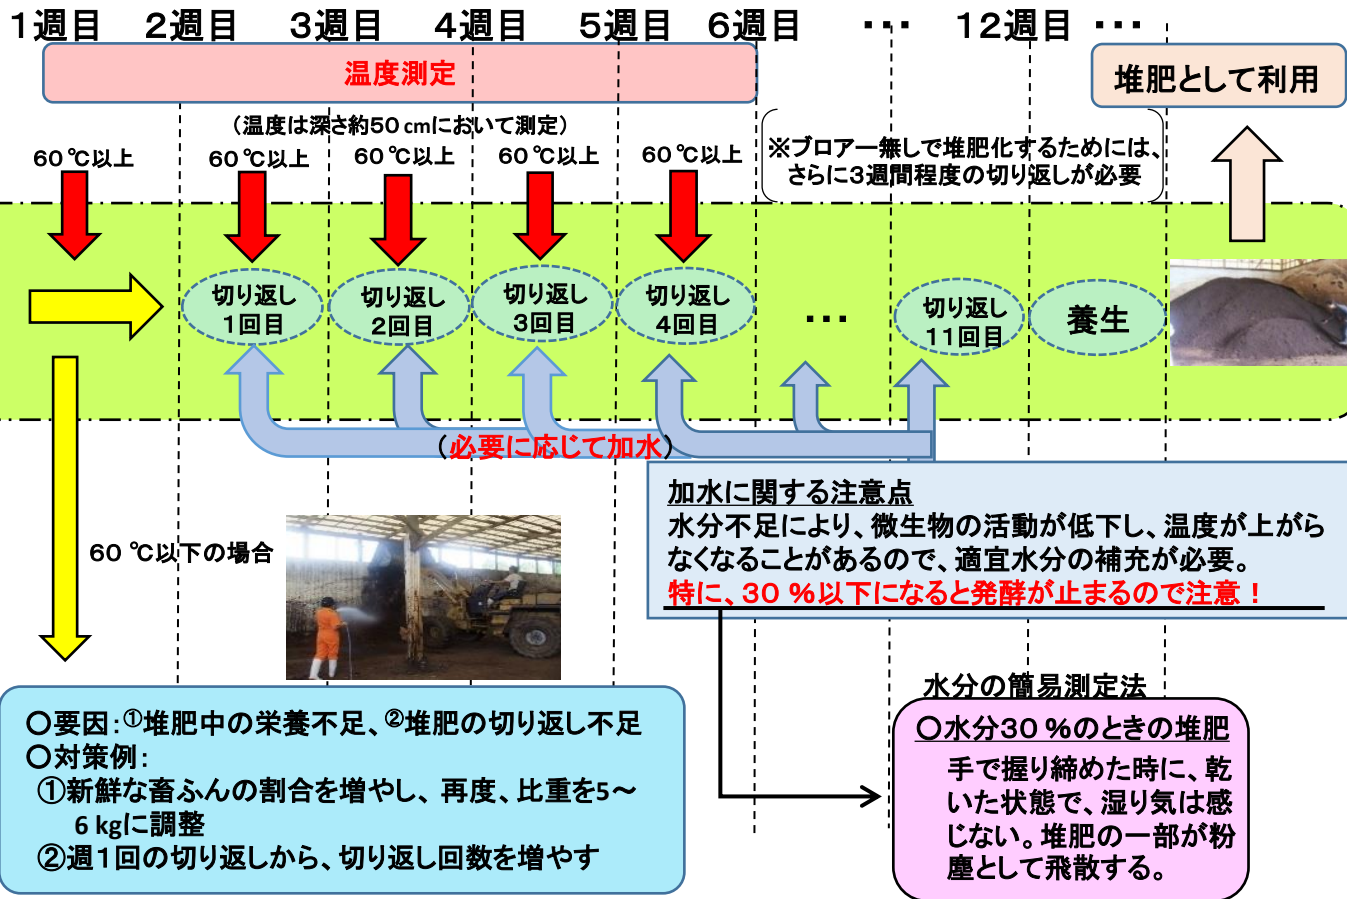 1週目 2週目 3週目 4週目 5週目 6週目 ・・・ 12週目 ・・・
温度測定
堆肥として利用
（温度は深さ約50 cmにおいて測定）
60 ℃以上 60 ℃以上 60 ℃以上 60 ℃以上 60 ℃以上
※ブロアー無しで堆肥化するためには、
さらに3週間程度の切り返しが必要
切り返し
1回目
切り返し
2回目
切り返し
3回目
切り返し
4回目
・・・
切り返し
11回目
養生
（必要に応じて加水）
加水に関する注意点
水分不足により、微生物の活動が低下し、温度が上がら
なくなることがあるので、適宜水分の補充が必要。
特に、30 %以下になると発酵が止まるので注意！
60 ℃以下の場合
〇要因：①堆肥中の栄養不足、②堆肥の切り返し不足
〇対策例：
①新鮮な畜ふんの割合を増やし、再度、比重を5～
6 kgに調整
②週1回の切り返しから、切り返し回数を増やす
水分の簡易測定法
〇水分30 %のときの堆肥
手で握り締めた時に、乾
いた状態で、湿り気は感
じない。堆肥の一部が粉
塵として飛散する。